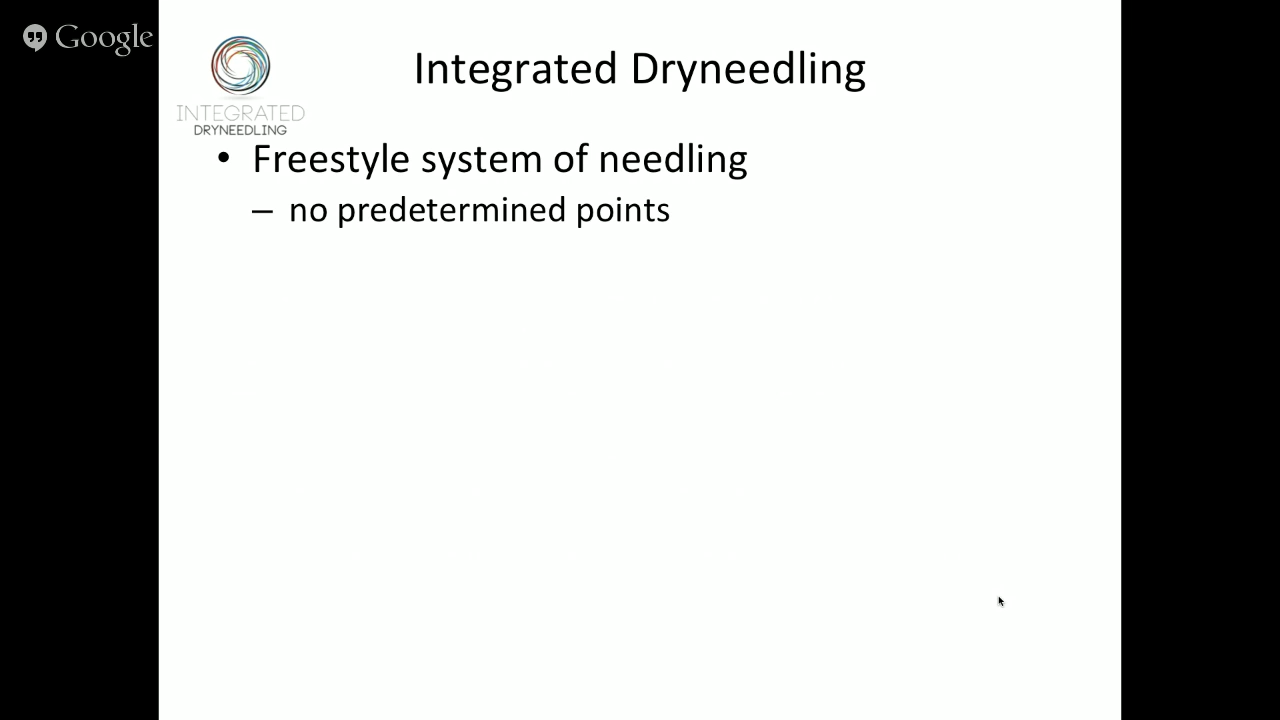 Google
Integrated Dryneedling
INTEGRATED
DRYNEEDLING
• Freestyle system of needling
– no predetermined points